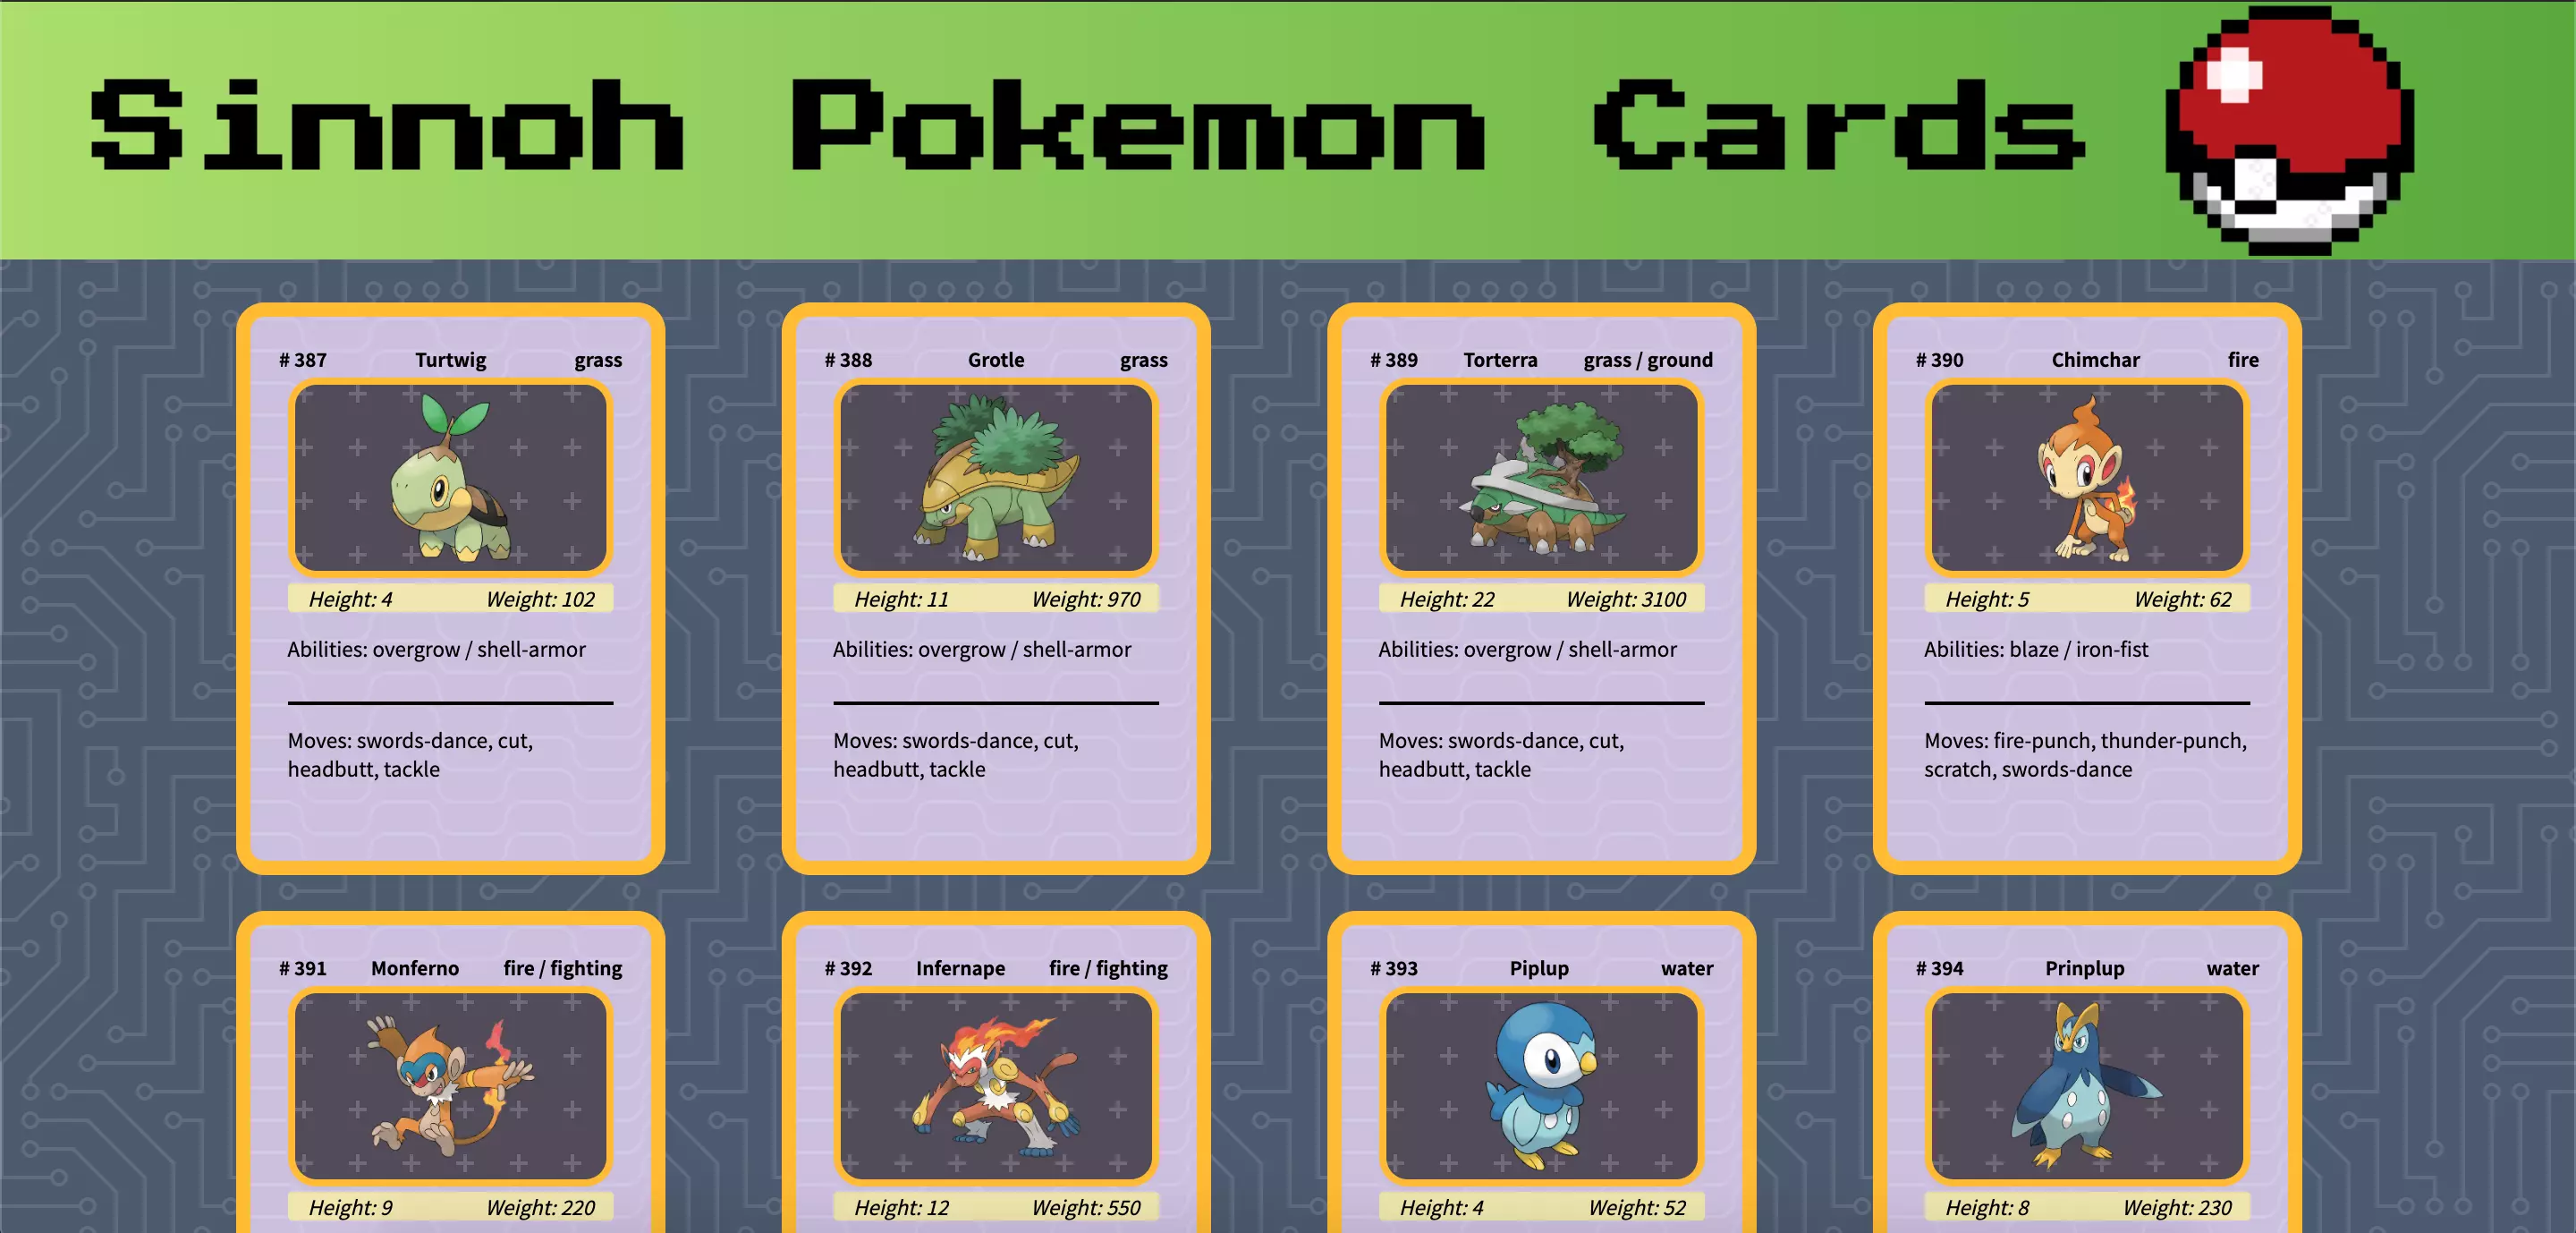 Sinnoh Pokemon Cards
# 387 Turtwig grass
Height: 4 Weight: 102
Abilities: overgrow / shell-armor
Moves: swords-dance, cut,
headbutt, tackle
# 388 Grotle grass
Height: 11 Weight: 970
Abilities: overgrow / shell-armor
Moves: swords-dance, cut,
headbutt, tackle
# 389 Torterra grass / ground
Height: 22 Weight: 3100
Abilities: overgrow / shell-armor
Moves: swords-dance, cut,
headbutt, tackle
# 390 Chimchar fire
Height: 5 Weight: 62
Abilities: blaze / iron-fist
Moves: fire-punch, thunder-punch,
scratch, swords-dance
# 391 Monferno fire / fighting
Height: 9 Weight: 220
# 392 Infernape fire / fighting
Height: 12 Weight: 550
# 393 Piplup water
Height: 4 Weight: 52
# 394 Prinplup water
Height: 8 Weight: 230